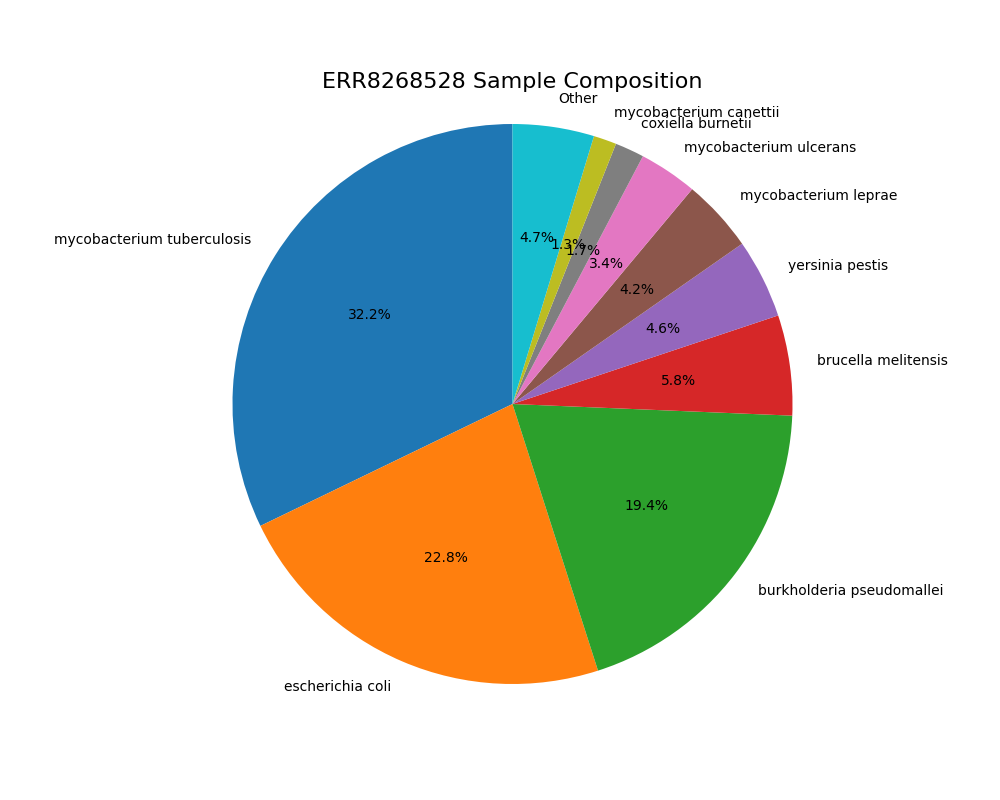 ERR8268528 Sample Composition
Other
mycobacterium canettii
coxiella burnetii
mycobacterium ulcerans
mycobacterium leprae
yersinia pestis
brucella melitensis
burkholderia pseudomallei
escherichia coli
mycobacterium tuberculosis
4.7%
1.3%
1.7%
3.4%
4.2%
4.6%
5.8%
19.4%
22.8%
32.2%